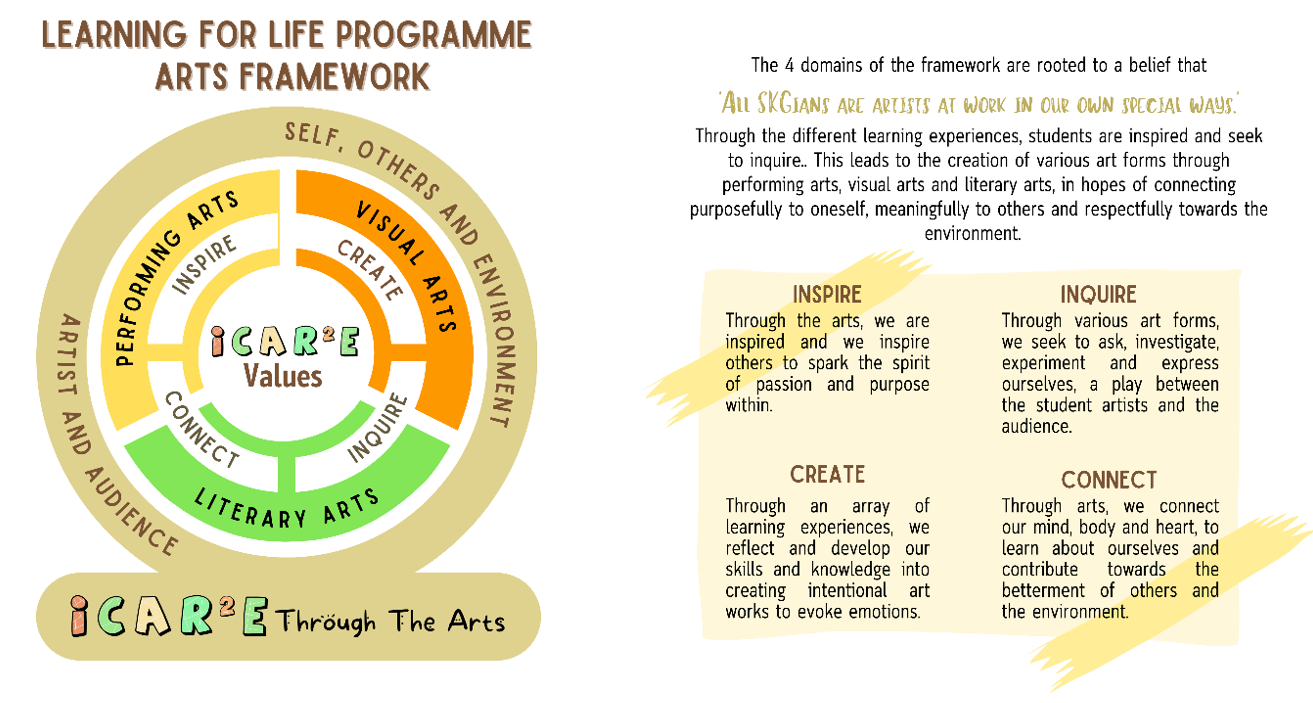 LEARNING FOR LIFE PROGRAMME
ARTS FRAMEWORK
SELF, OTHERS AND ENVIRONMENT
ARTIST AND AUDIENCE
PERFORMING ARTS
VISUAL ARTS
LITERARY ARTS
INSPIRE
CREATE
CONNECT
INQUIRE
iCAR²E
Values
iCAR²E Through The Arts
The 4 domains of the framework are rooted to a belief that
'ALL SKGIANS ARE ARTISTS AT WORK IN OUR OWN SPECIAL WAYS.'
Through the different learning experiences, students are inspired and seek
to inquire.. This leads to the creation of various art forms through
performing arts, visual arts and literary arts, in hopes of connecting
purposefully to oneself, meaningfully to others and respectfully towards the
environment.
INSPIRE
Through the arts, we are
inspired and we inspire
others to spark the spirit
of passion and purpose
within.
INQUIRE
Through various art forms,
we seek to ask, investigate,
experiment and express
ourselves, a play between
the student artists and the
audience.
CREATE
Through an array of
learning experiences, we
reflect and develop our
skills and knowledge into
creating intentional art
works to evoke emotions.
CONNECT
Through arts, we connect
our mind, body and heart, to
learn about ourselves and
contribute towards the
betterment of others and
the environment.